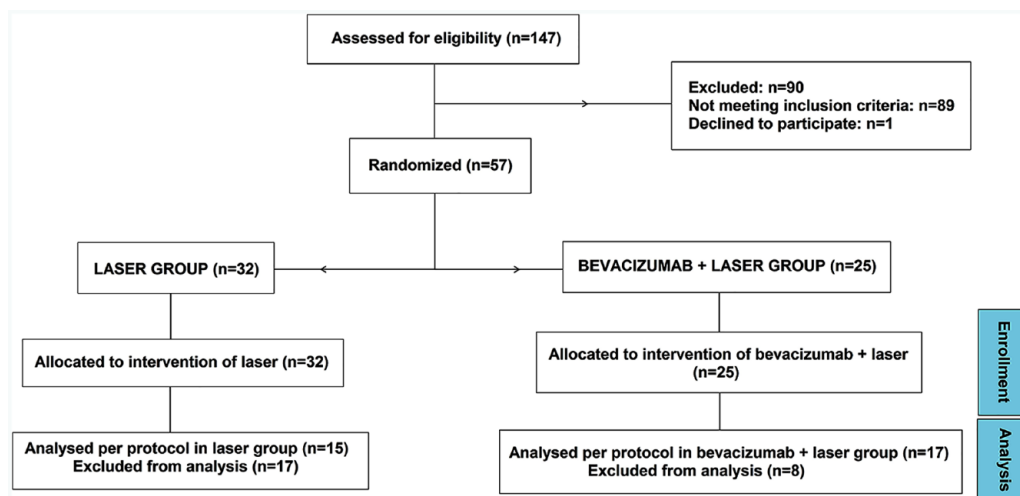 Assessed for eligibility (n=147)
Excluded: n=90
Not meeting inclusion criteria: n=89
Declined to participate: n=1
Randomized (n=57)
LASER GROUP (n=32)
BEVACIZUMAB + LASER GROUP (n=25)
Allocated to intervention of laser (n=32)
Allocated to intervention of bevacizumab + laser
(n=25)
Enrollment
Analysed per protocol in laser group (n=15)
Excluded from analysis (n=17)
Analysed per protocol in bevacizumab + laser group (n=17)
Excluded from analysis (n=8)
Analysis